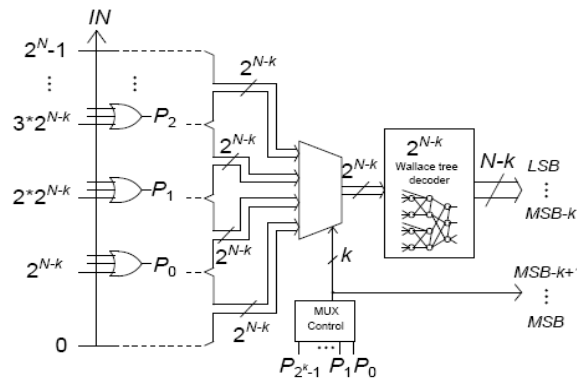 IN
2^N-1
⋮ ⋮
3*2^(N-k) P₂
2*2^(N-k) P₁
2^(N-k) P₀
0
2^(N-k)
2^(N-k)
2^(N-k)
2^(N-k)
2^(N-k)
k
MUX
Control
P_(2^k-1) ... P₁ P₀
2^(N-k)
Wallace tree
decoder
N-k
LSB
⋮
MSB-k
MSB-k+1
⋮
MSB